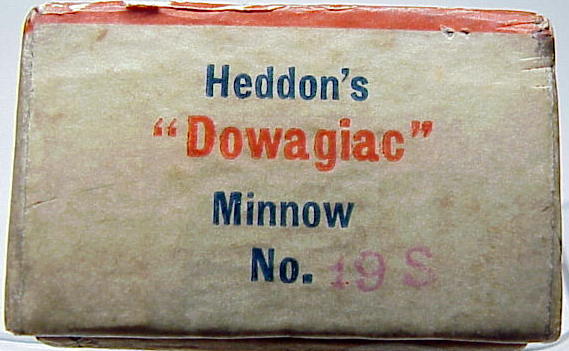 Heddon's
"Dowagiac"
Minnow
No. 19 S